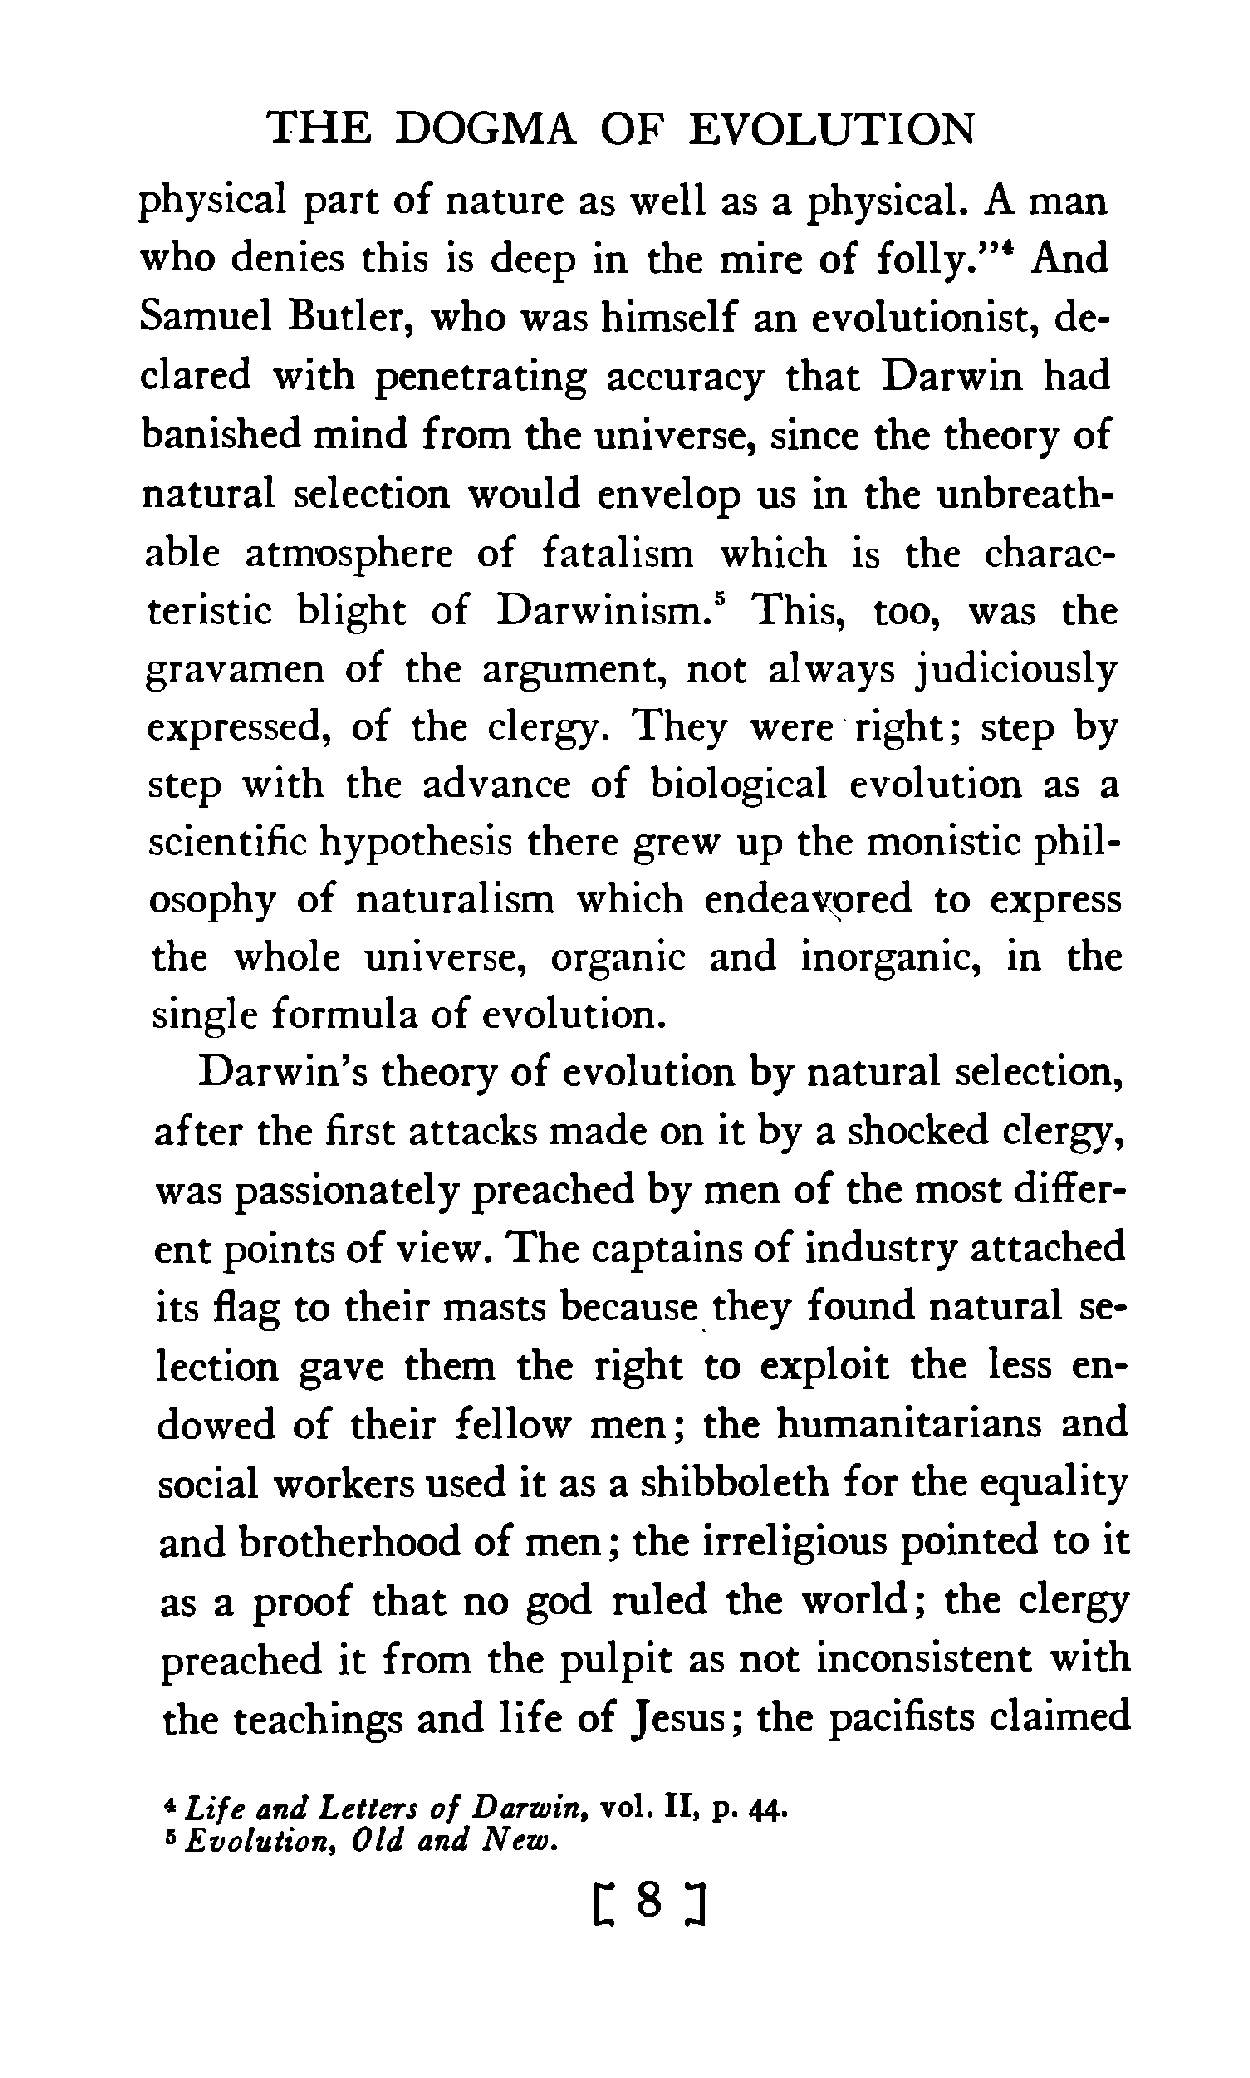 THE DOGMA OF EVOLUTION
physical part of nature as well as a physical. A man
who denies this is deep in the mire of folly."⁴ And
Samuel Butler, who was himself an evolutionist, de-
clared with penetrating accuracy that Darwin had
banished mind from the universe, since the theory of
natural selection would envelop us in the unbreath-
able atmosphere of fatalism which is the charac-
teristic blight of Darwinism.⁵ This, too, was the
gravamen of the argument, not always judiciously
expressed, of the clergy. They were right; step by
step with the advance of biological evolution as a
scientific hypothesis there grew up the monistic phil-
osophy of naturalism which endeavored to express
the whole universe, organic and inorganic, in the
single formula of evolution.
Darwin's theory of evolution by natural selection,
after the first attacks made on it by a shocked clergy,
was passionately preached by men of the most differ-
ent points of view. The captains of industry attached
its flag to their masts because they found natural se-
lection gave them the right to exploit the less en-
dowed of their fellow men; the humanitarians and
social workers used it as a shibboleth for the equality
and brotherhood of men; the irreligious pointed to it
as a proof that no god ruled the world; the clergy
preached it from the pulpit as not inconsistent with
the teachings and life of Jesus; the pacifists claimed
⁴ Life and Letters of Darwin, vol. II, p. 44.
⁵ Evolution, Old and New.
[ 8 ]